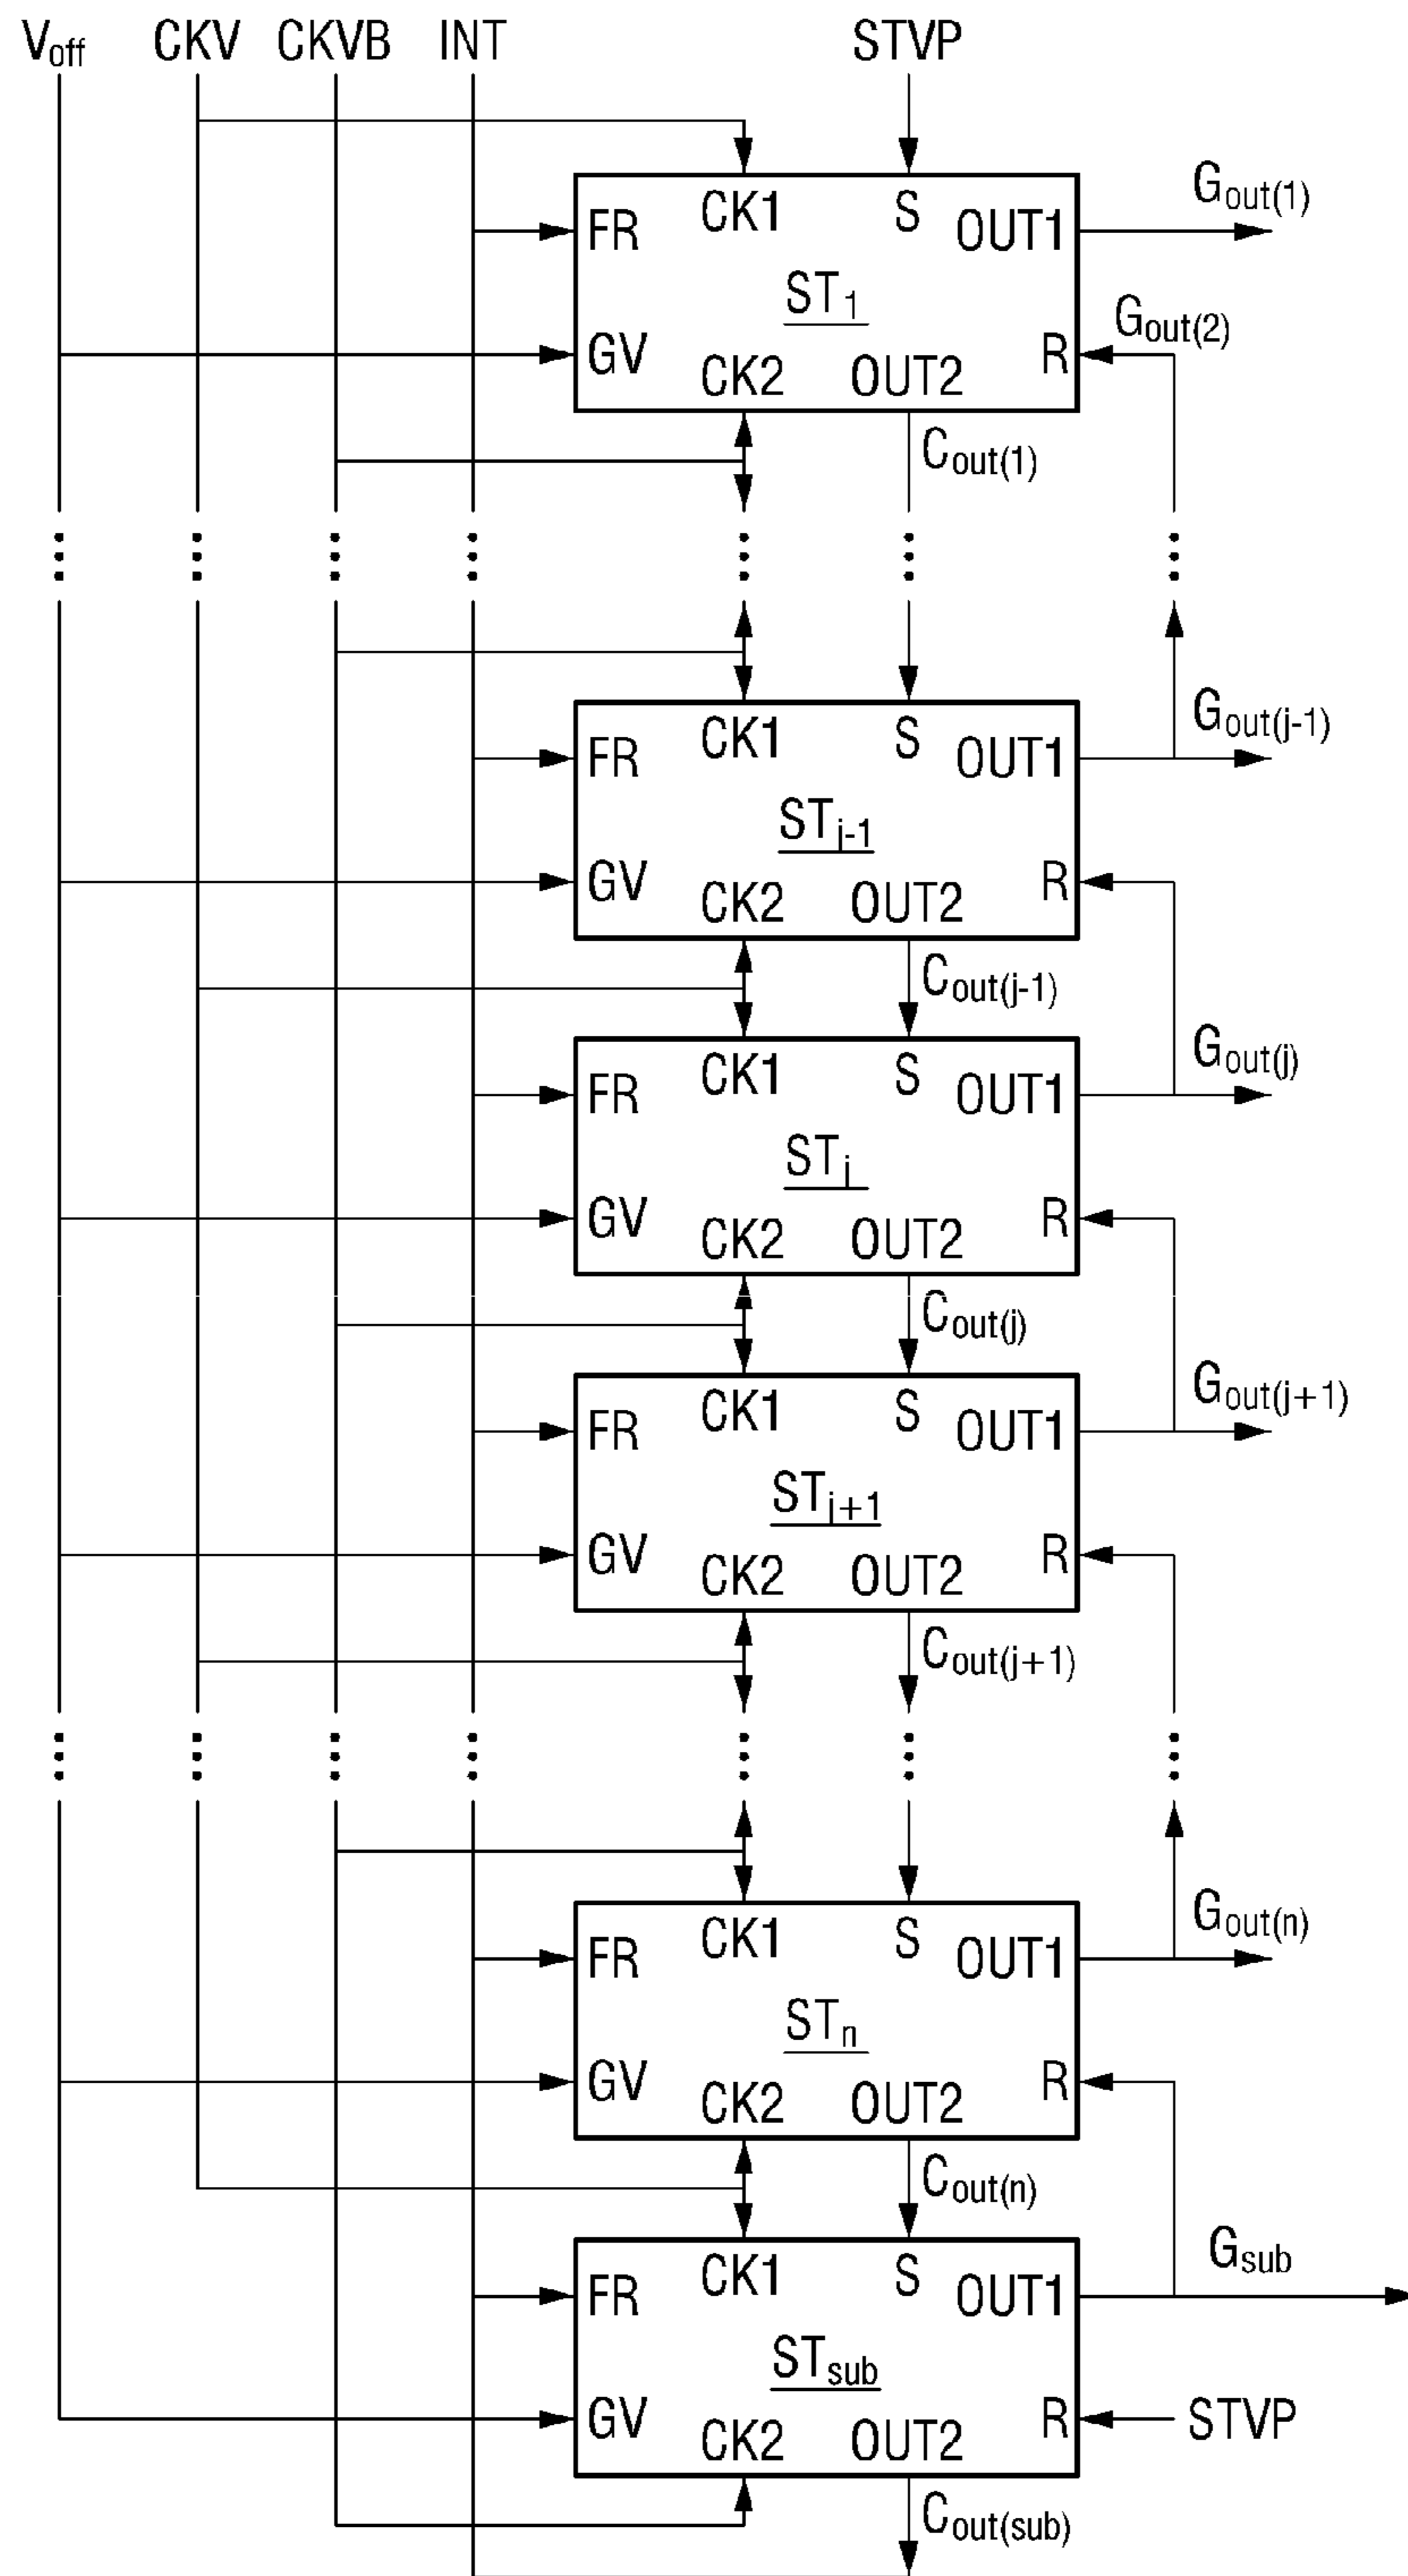 Voff CKV CKVB INT STVP
CK1 S Gout(1)
FR OUT1
ST1 Gout(2)
GV CK2 OUT2 R
Cout(1)
CK1 S Gout(j-1)
FR OUT1
STj-1
GV CK2 OUT2 R
Cout(j-1)
CK1 S Gout(j)
FR OUT1
STj
GV CK2 OUT2 R
Cout(j)
CK1 S Gout(j+1)
FR OUT1
STj+1
GV CK2 OUT2 R
Cout(j+1)
CK1 S Gout(n)
FR OUT1
STn
GV CK2 OUT2 R
Cout(n)
CK1 S Gsub
FR OUT1
STsub
GV CK2 OUT2 R STVP
Cout(sub)